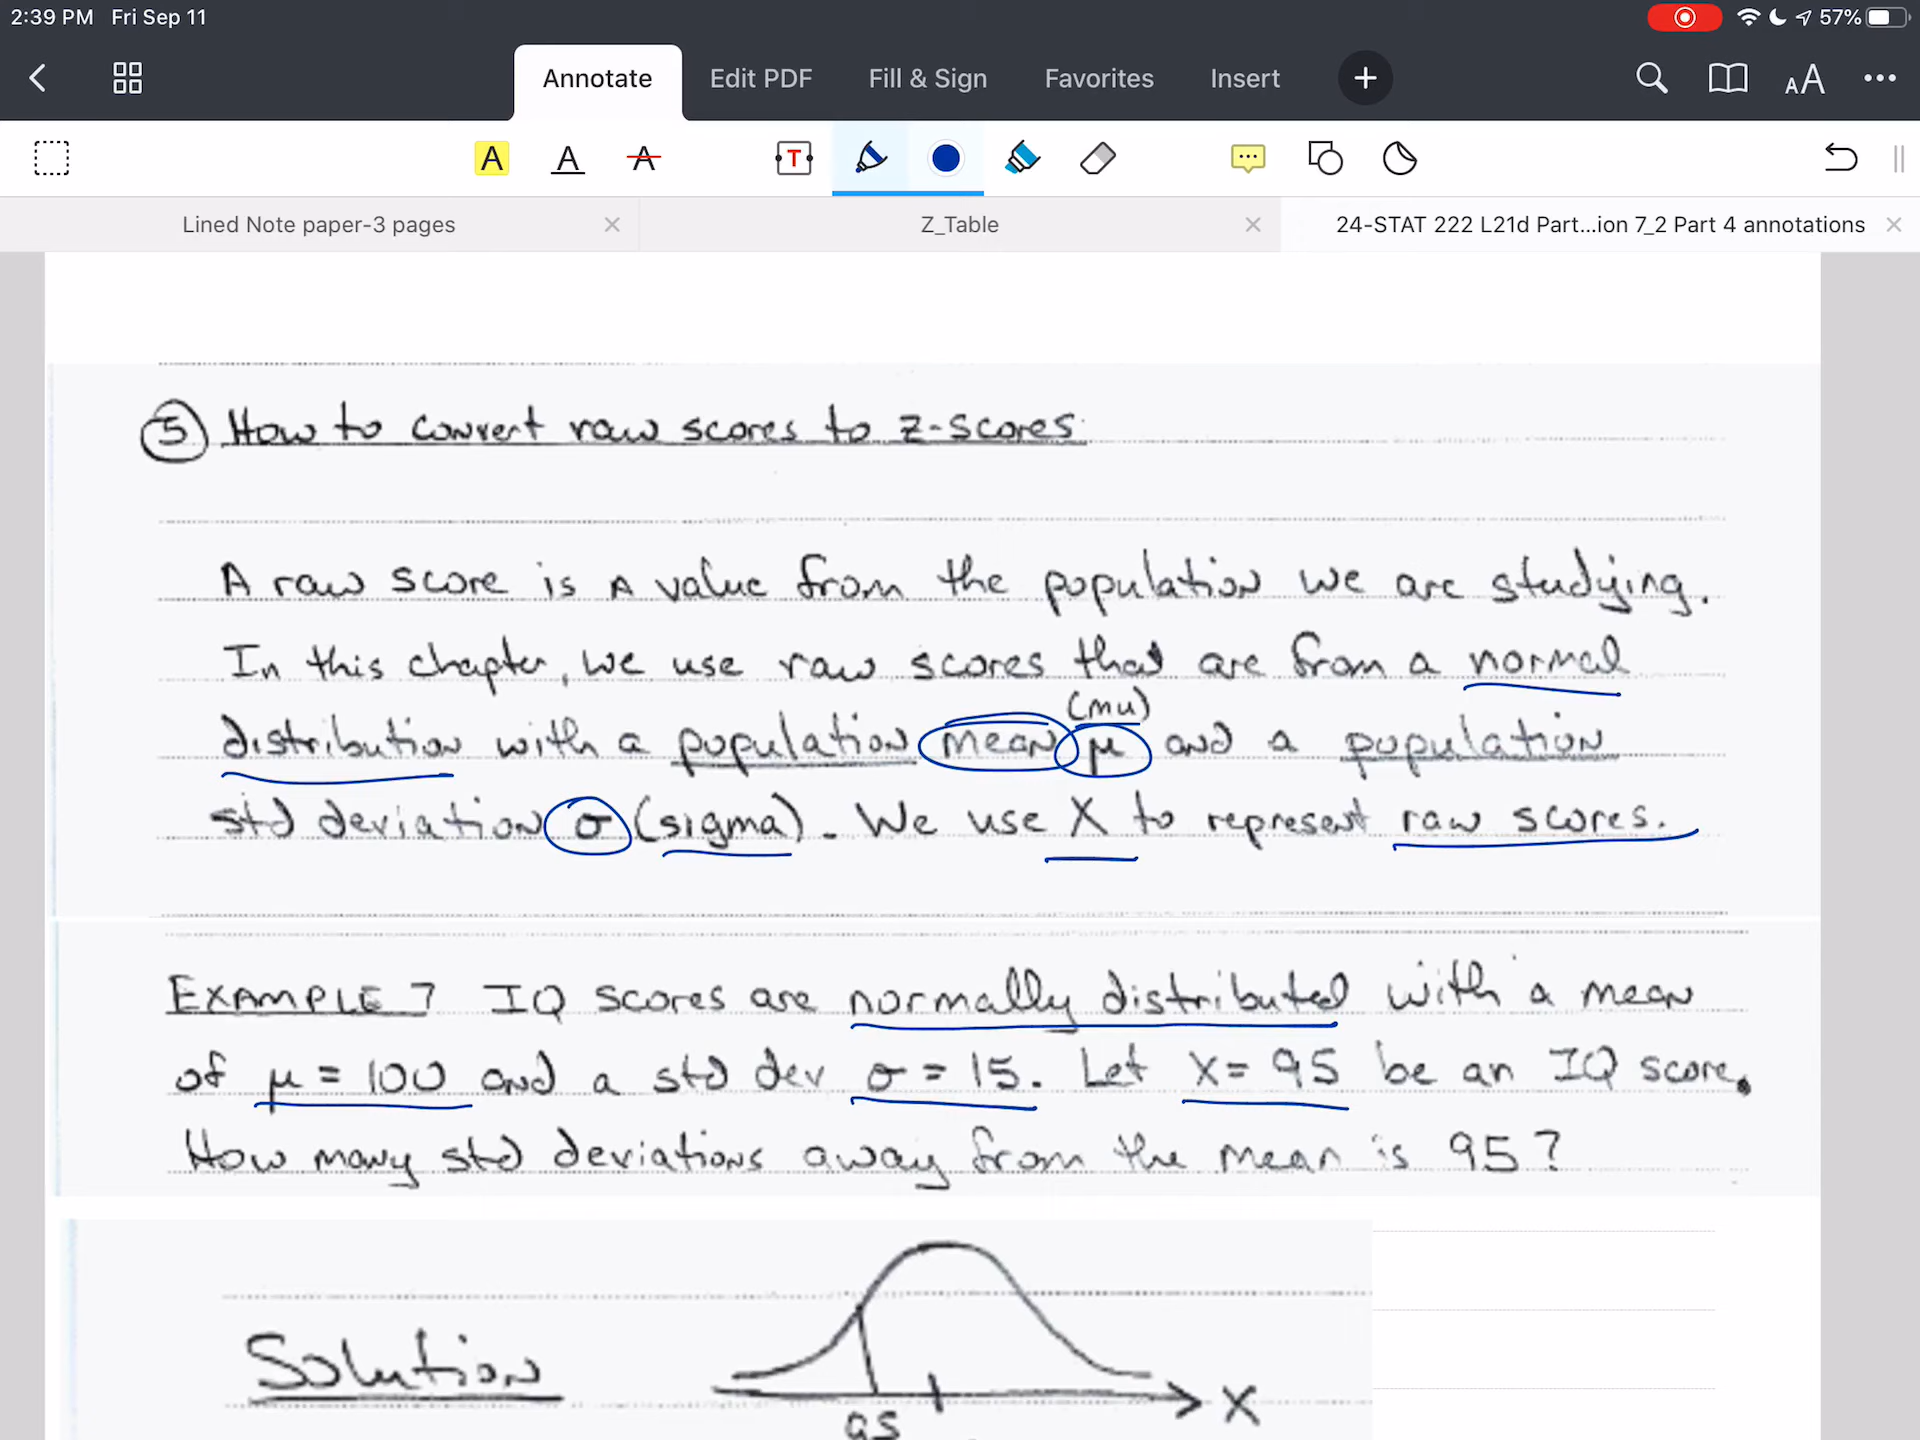 2:39 PM Fri Sep 11 57%
Annotate Edit PDF Fill & Sign Favorites Insert
AA
A A A T
Lined Note paper-3 pages Z_Table 24-STAT 222 L21d Part...ion 7_2 Part 4 annotations
5 How to convert raw scores to z-scores.
A raw score is A value from the population we are studying.
In this chapter, we use raw scores that are from a normal
(mu)
distribution with a population mean μ and a population
std deviation σ (sigma). We use X to represent raw scores.
EXAMPLE 7 IQ scores are normally distributed with a mean
of μ = 100 and a std dev σ = 15. Let X = 95 be an IQ score.
How many std deviations away from the mean is 95?
Solution
X
95